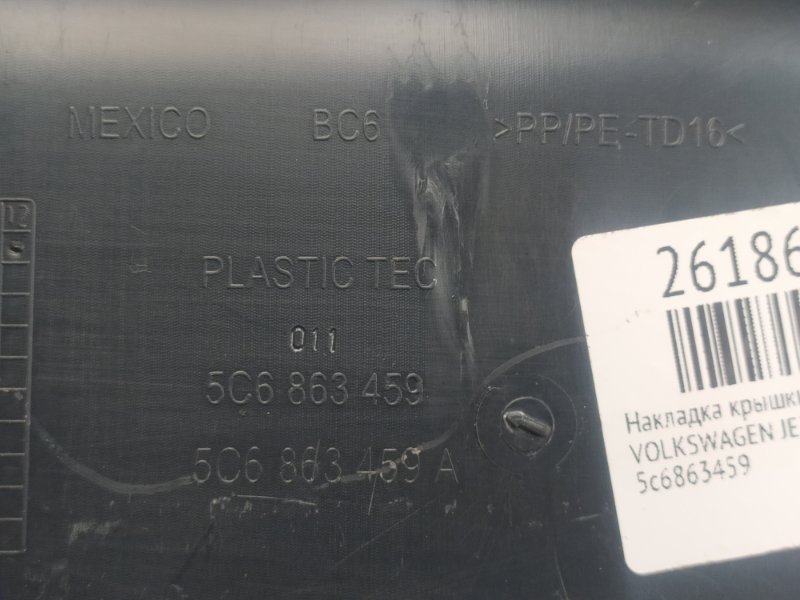 MEXICO BC6 >PP/PE-TD16<
12
PLASTIC TEC
011
5C6 863 459
5C6 863 459 A
26186
Накладка крышки
VOLKSWAGEN JE
5c6863459